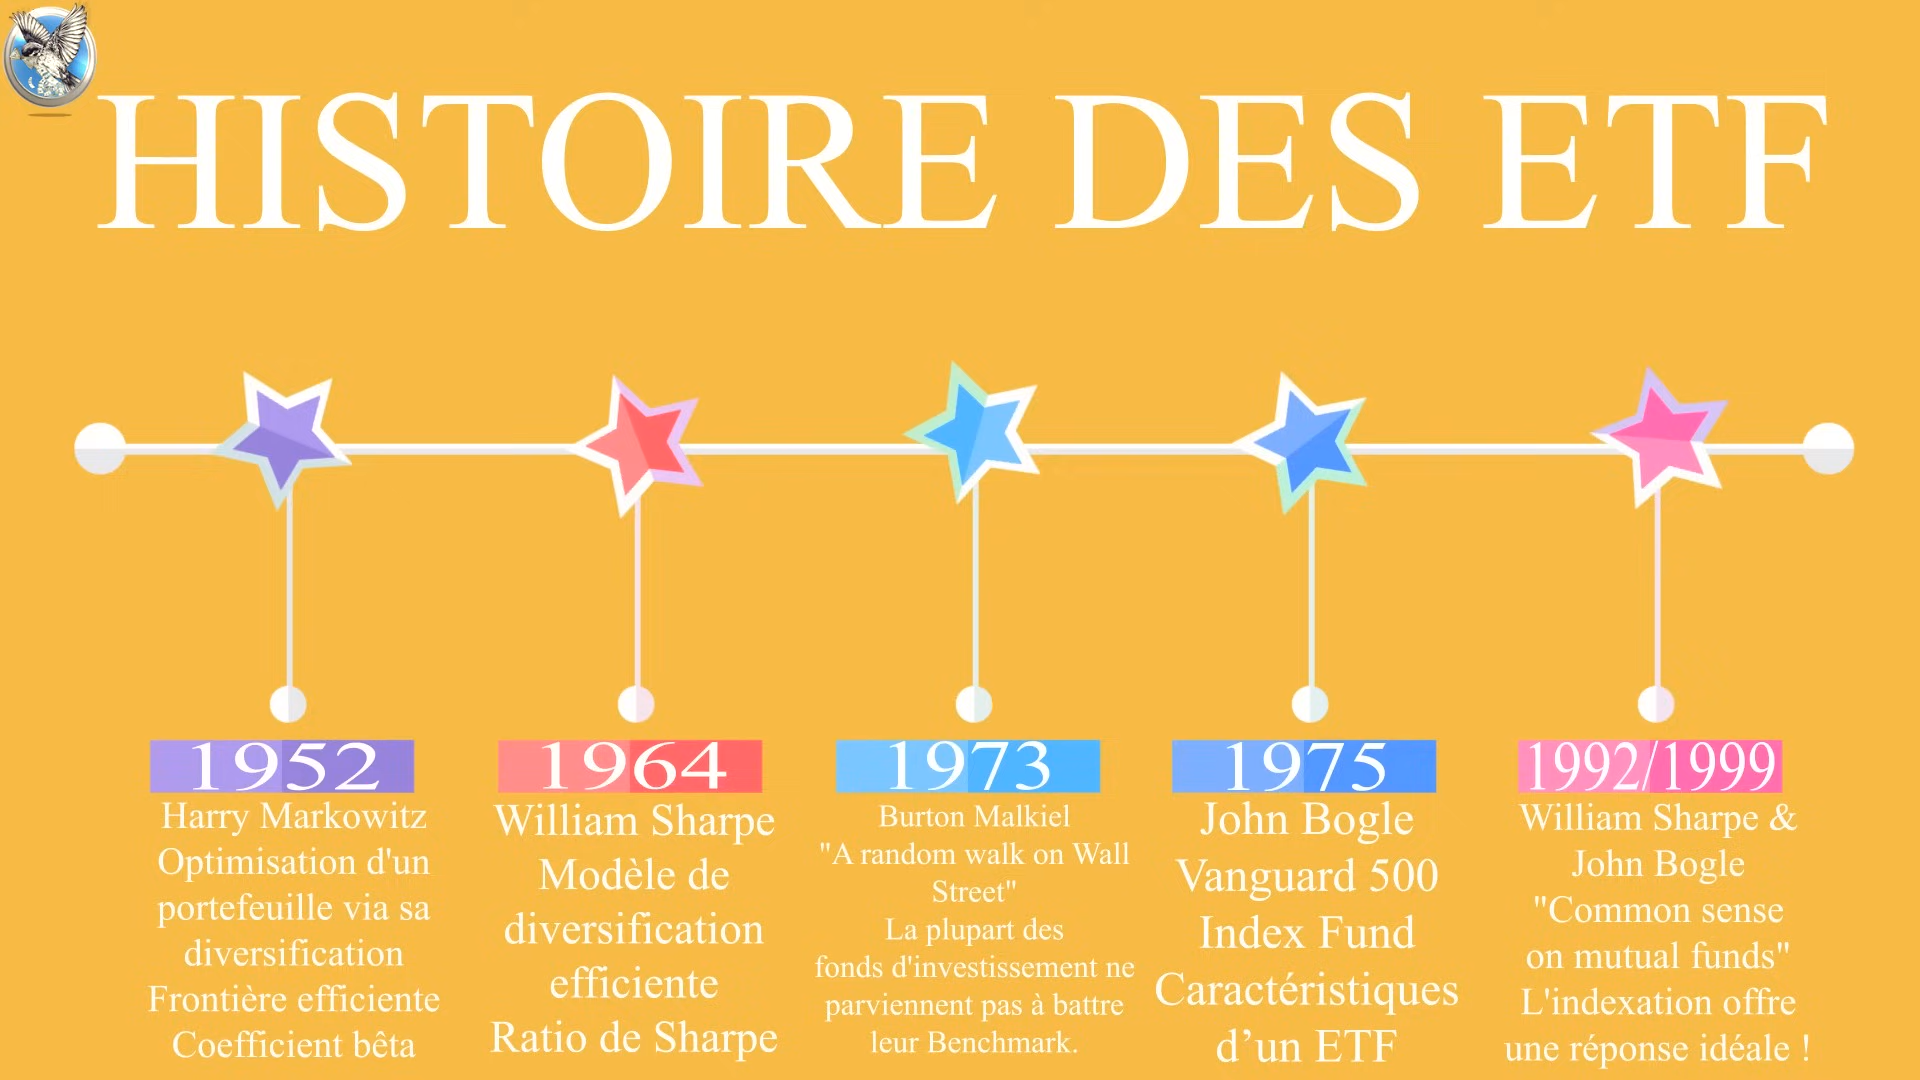 HISTOIRE DES ETF
1952
Harry Markowitz
Optimisation d'un
portefeuille via sa
diversification
Frontière efficiente
Coefficient bêta
1964
William Sharpe
Modèle de
diversification
efficiente
Ratio de Sharpe
1973
Burton Malkiel
"A random walk on Wall
Street"
La plupart des
fonds d'investissement ne
parviennent pas à battre
leur Benchmark.
1975
John Bogle
Vanguard 500
Index Fund
Caractéristiques
d’un ETF
1992/1999
William Sharpe &
John Bogle
"Common sense
on mutual funds"
L'indexation offre
une réponse idéale !